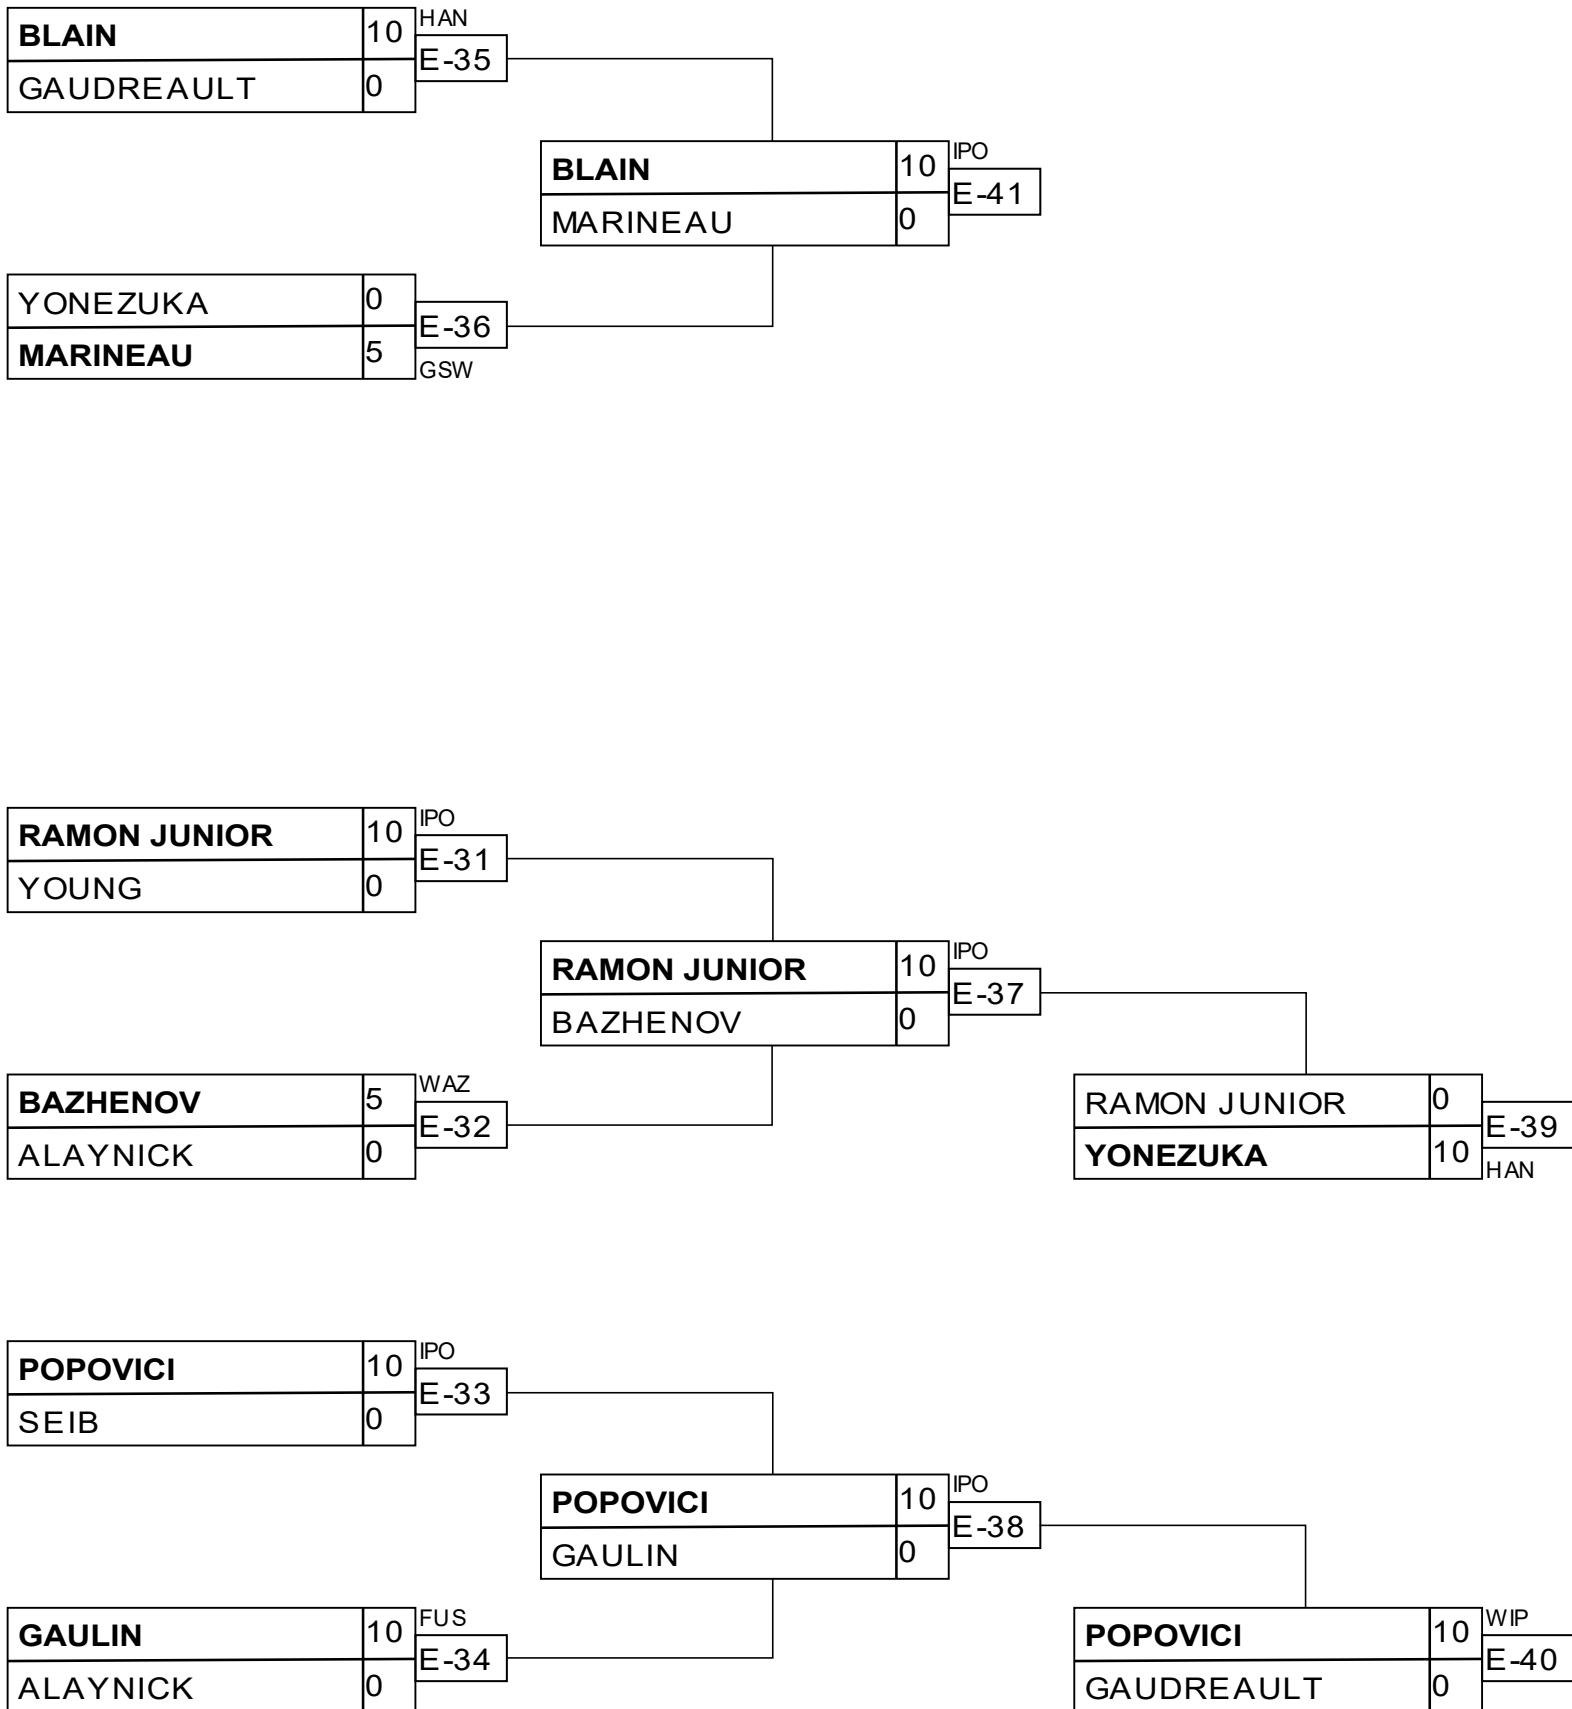 BLAIN 10 HAN
E-35
GAUDREAULT 0
BLAIN 10 IPO
E-41
MARINEAU 0
YONEZUKA 0
E-36
MARINEAU 5
GSW
RAMON JUNIOR 10 IPO
E-31
YOUNG 0
RAMON JUNIOR 10 IPO
E-37
BAZHENOV 0
BAZHENOV 5 WAZ
E-32
ALAYNICK 0
RAMON JUNIOR 0
E-39
YONEZUKA 10
HAN
POPOVICI 10 IPO
E-33
SEIB 0
POPOVICI 10 IPO
E-38
GAULIN 0
GAULIN 10 FUS
E-34
ALAYNICK 0
POPOVICI 10 WIP
E-40
GAUDREAULT 0